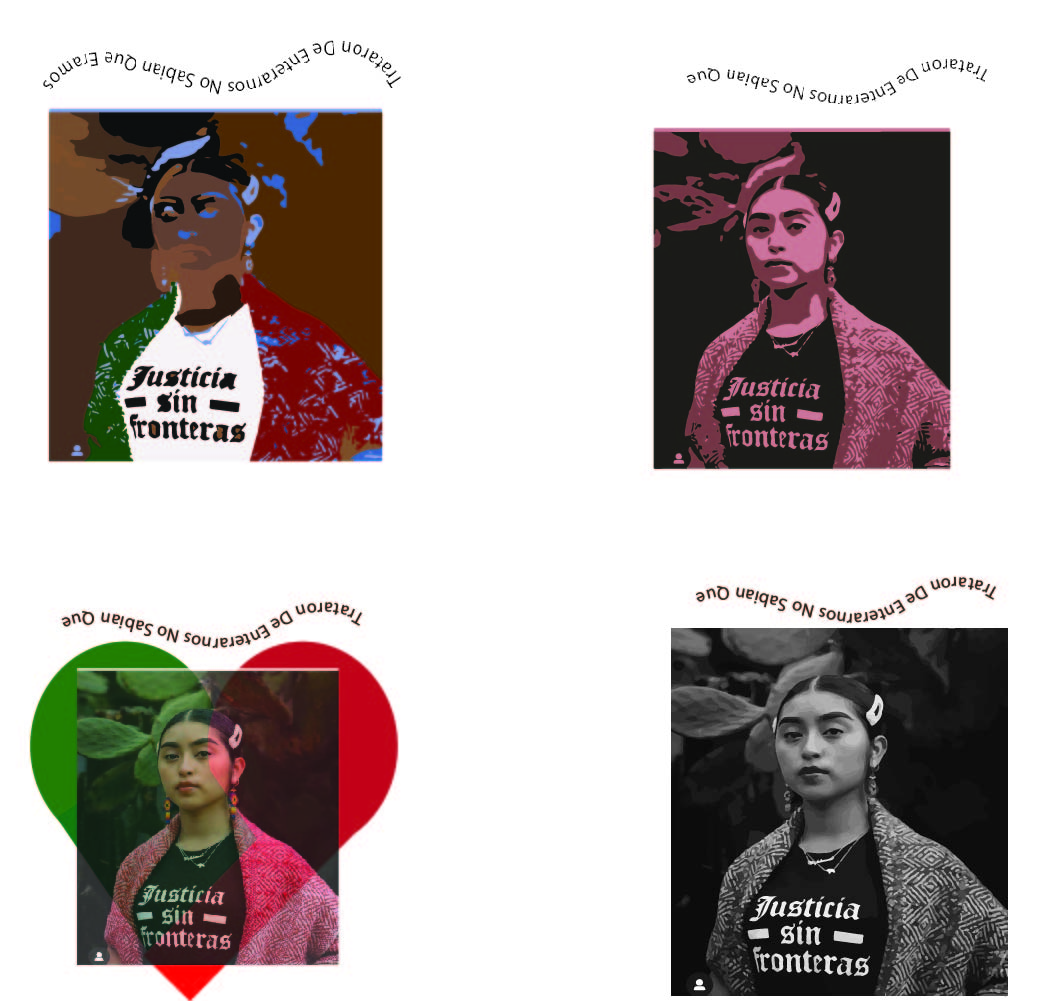 Trataron De Enterarnos No Sabian Que Eramos
Justicia
sin
fronteras
Trataron De Enterarnos No Sabian Que
Justicia
sin
fronteras
Trataron De Enterarnos No Sabian Que
Justicia
sin
fronteras
Trataron De Enterarnos No Sabian Que
Justicia
sin
fronteras